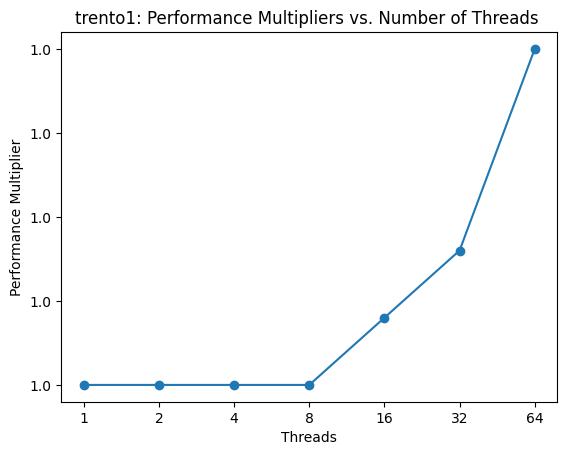 trento1: Performance Multipliers vs. Number of Threads
Performance Multiplier
1.0
1.0
1.0
1.0
1.0
1 2 4 8 16 32 64
Threads